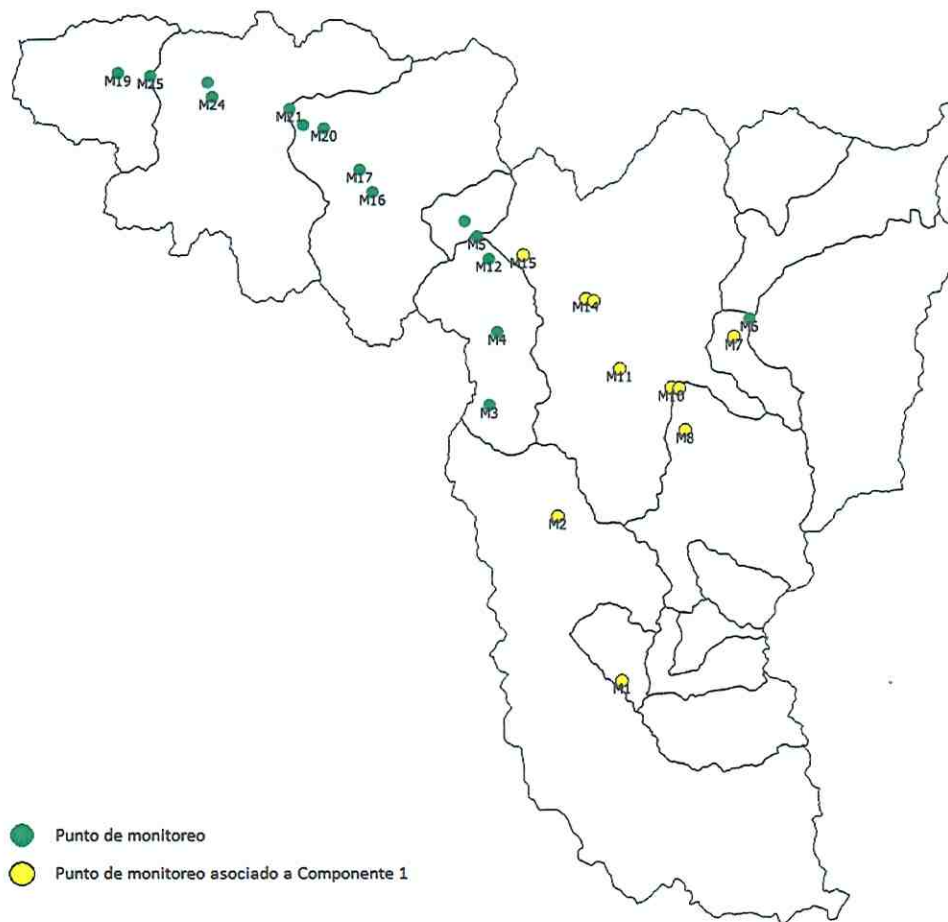 M19
M25
M24
M21
M20
M17
M16
M5
M12
M15
M14
M6
M7
M4
M11
M10
M3
M8
M2
M1
Punto de monitoreo
Punto de monitoreo asociado a Componente 1